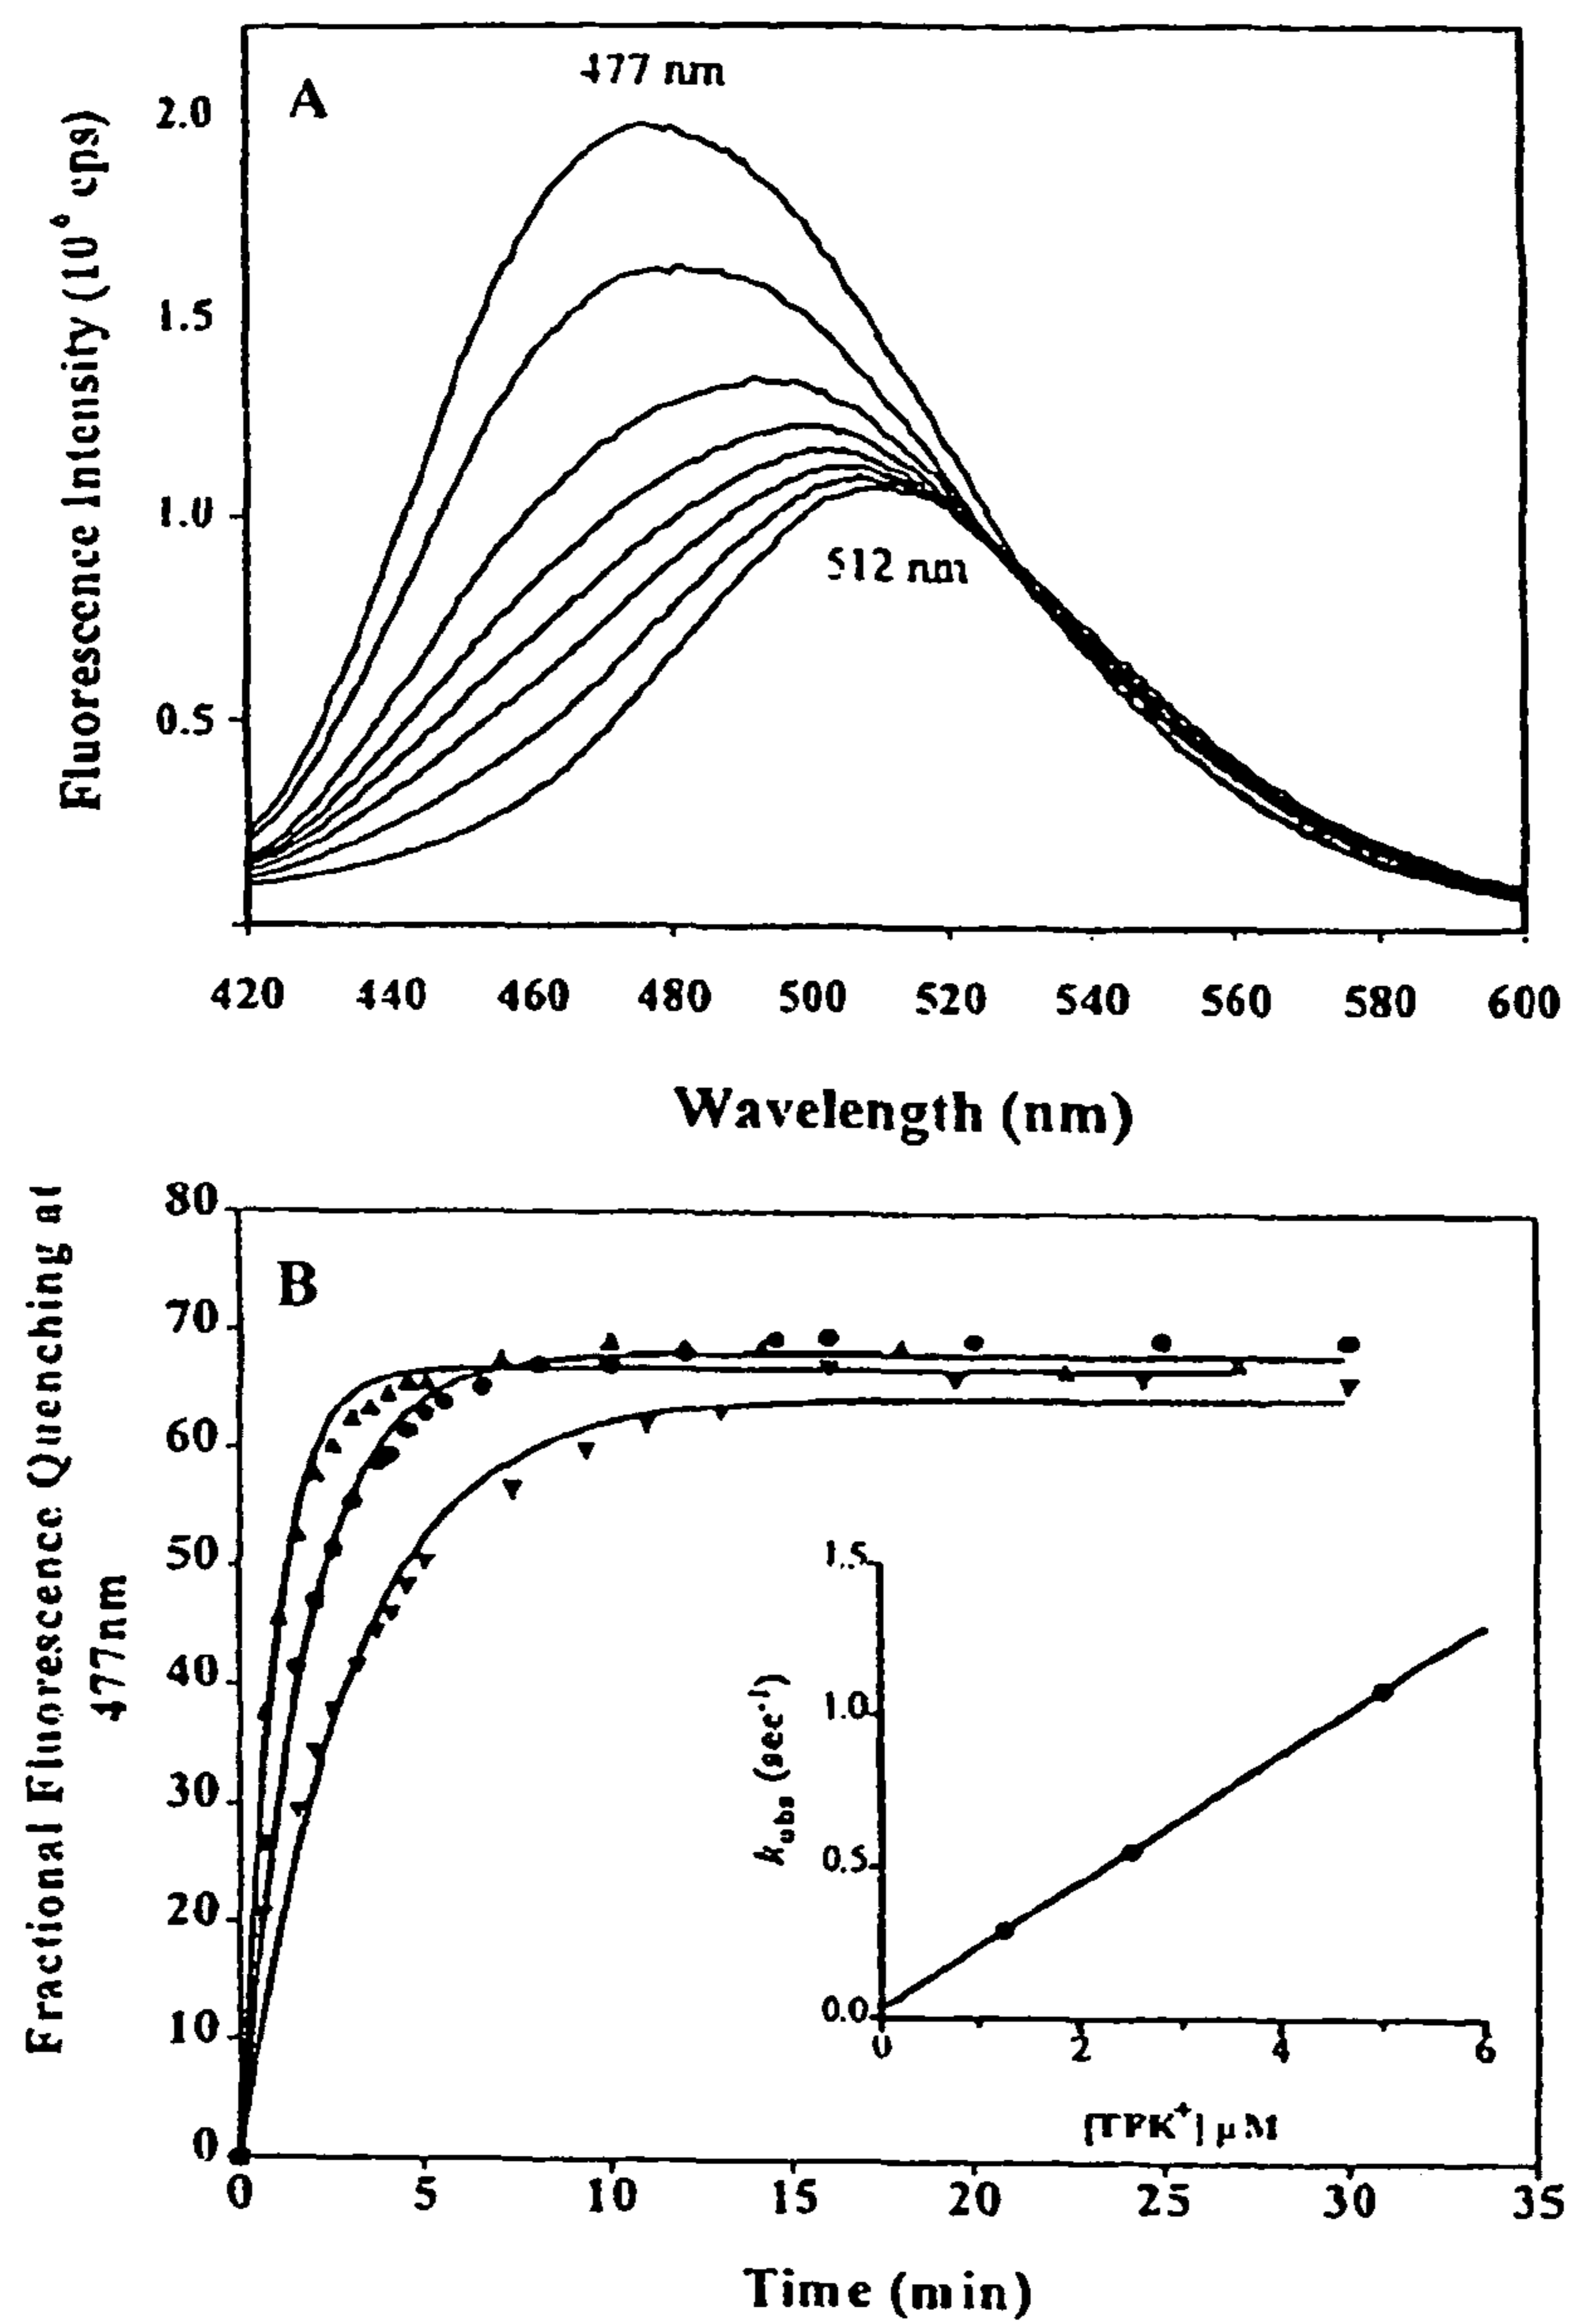 A
477 nm
2.0
1.5
1.0
0.5
512 nm
Fluorescence Intensity (10⁶ cps)
420 440 460 480 500 520 540 560 580 600
Wavelength (nm)
B
80
70
60
50
40
30
20
10
0
Fractional Fluorescence Quenching at
477nm
1.5
1.0
0.5
0.0
k_obs (sec⁻¹)
0 2 4 6
[TPK⁺] μM
0 5 10 15 20 25 30 35
Time (min)